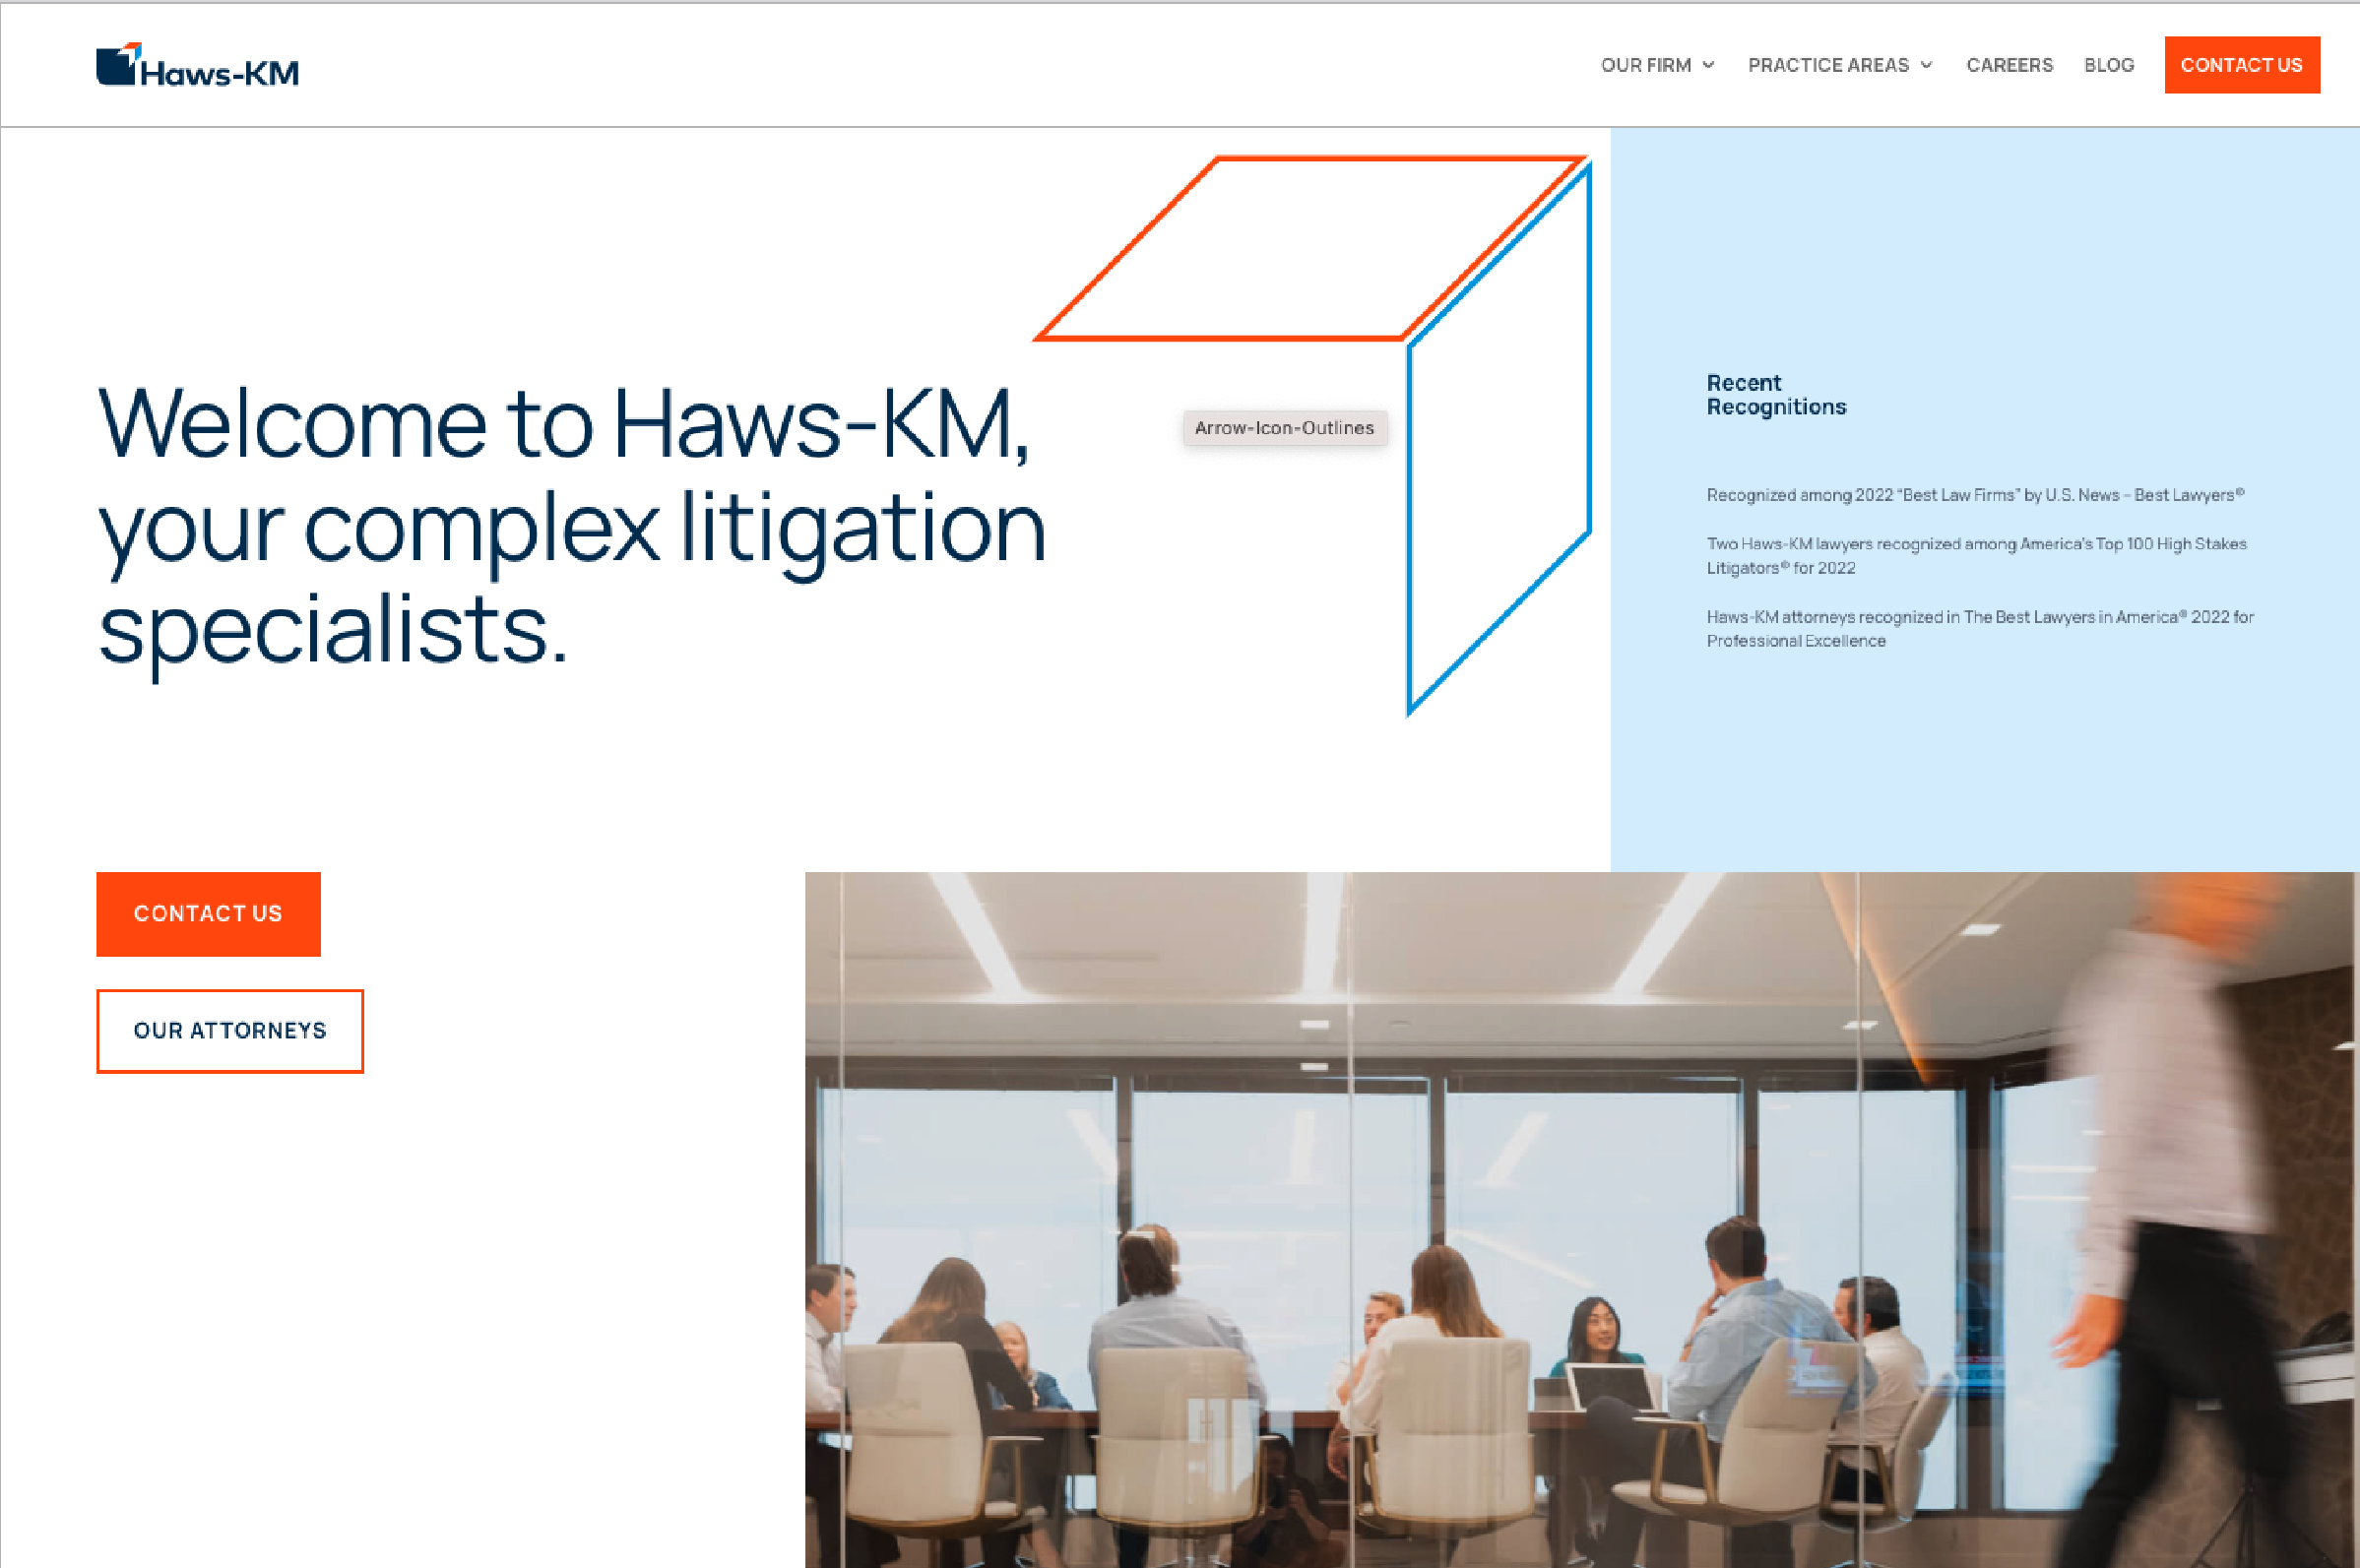 Haws-KM
OUR FIRM
PRACTICE AREAS
CAREERS
BLOG
CONTACT US
Welcome to Haws-KM,
your complex litigation
specialists.
Arrow-Icon-Outlines
Recent
Recognitions
Recognized among 2022 “Best Law Firms” by U.S. News – Best Lawyers®
Two Haws-KM lawyers recognized among America's Top 100 High Stakes
Litigators® for 2022
Haws-KM attorneys recognized in The Best Lawyers in America® 2022 for
Professional Excellence
CONTACT US
OUR ATTORNEYS